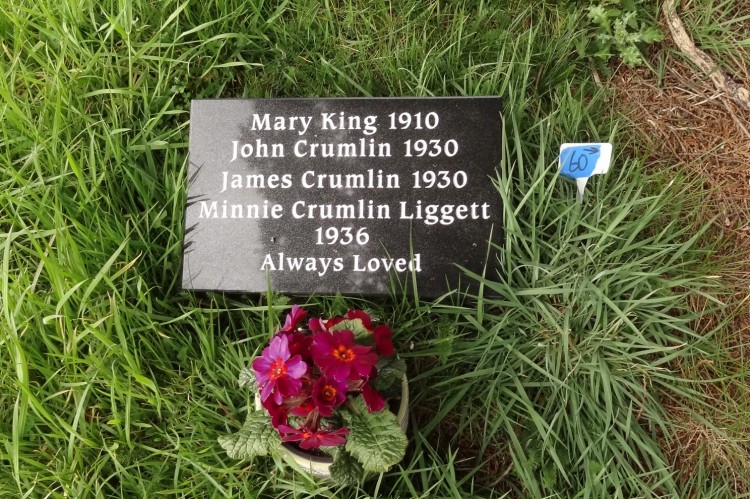 Mary King 1910
John Crumlin 1930
James Crumlin 1930
Minnie Crumlin Liggett
1936
Always Loved
60